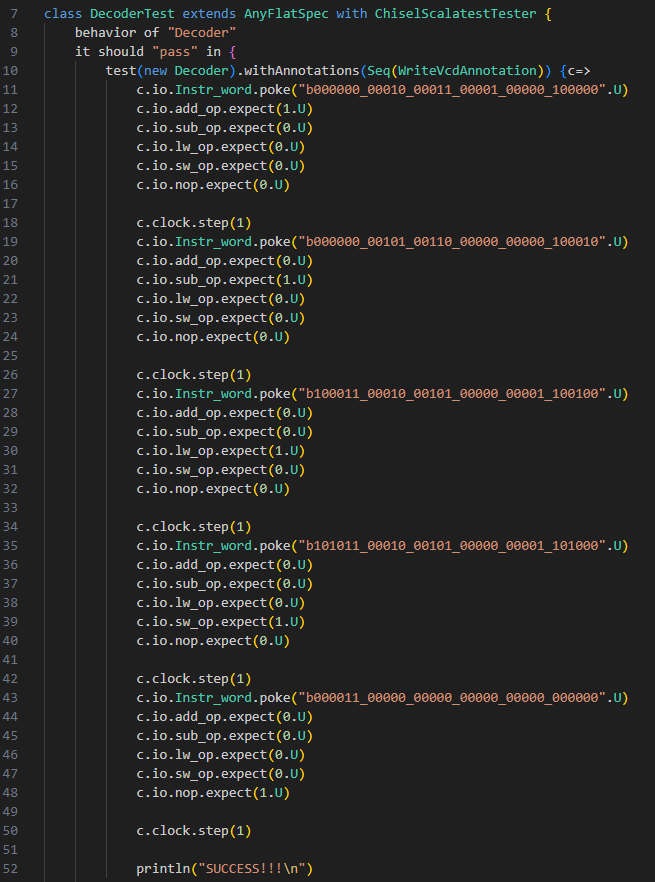 7 class DecoderTest extends AnyFlatSpec with ChiselScalatestTester {
8 behavior of "Decoder"
9 it should "pass" in {
10 test(new Decoder).withAnnotations(Seq(WriteVcdAnnotation)) {c=>
11 c.io.Instr_word.poke("b000000_00010_00011_00001_00000_100000".U)
12 c.io.add_op.expect(1.U)
13 c.io.sub_op.expect(0.U)
14 c.io.lw_op.expect(0.U)
15 c.io.sw_op.expect(0.U)
16 c.io.nop.expect(0.U)
17
18 c.clock.step(1)
19 c.io.Instr_word.poke("b000000_00101_00110_00000_00000_100010".U)
20 c.io.add_op.expect(0.U)
21 c.io.sub_op.expect(1.U)
22 c.io.lw_op.expect(0.U)
23 c.io.sw_op.expect(0.U)
24 c.io.nop.expect(0.U)
25
26 c.clock.step(1)
27 c.io.Instr_word.poke("b100011_00010_00101_00000_00001_100100".U)
28 c.io.add_op.expect(0.U)
29 c.io.sub_op.expect(0.U)
30 c.io.lw_op.expect(1.U)
31 c.io.sw_op.expect(0.U)
32 c.io.nop.expect(0.U)
33
34 c.clock.step(1)
35 c.io.Instr_word.poke("b101011_00010_00101_00000_00001_101000".U)
36 c.io.add_op.expect(0.U)
37 c.io.sub_op.expect(0.U)
38 c.io.lw_op.expect(0.U)
39 c.io.sw_op.expect(1.U)
40 c.io.nop.expect(0.U)
41
42 c.clock.step(1)
43 c.io.Instr_word.poke("b000011_00000_00000_00000_00000_000000".U)
44 c.io.add_op.expect(0.U)
45 c.io.sub_op.expect(0.U)
46 c.io.lw_op.expect(0.U)
47 c.io.sw_op.expect(0.U)
48 c.io.nop.expect(1.U)
49
50 c.clock.step(1)
51
52 println("SUCCESS!!!\n")